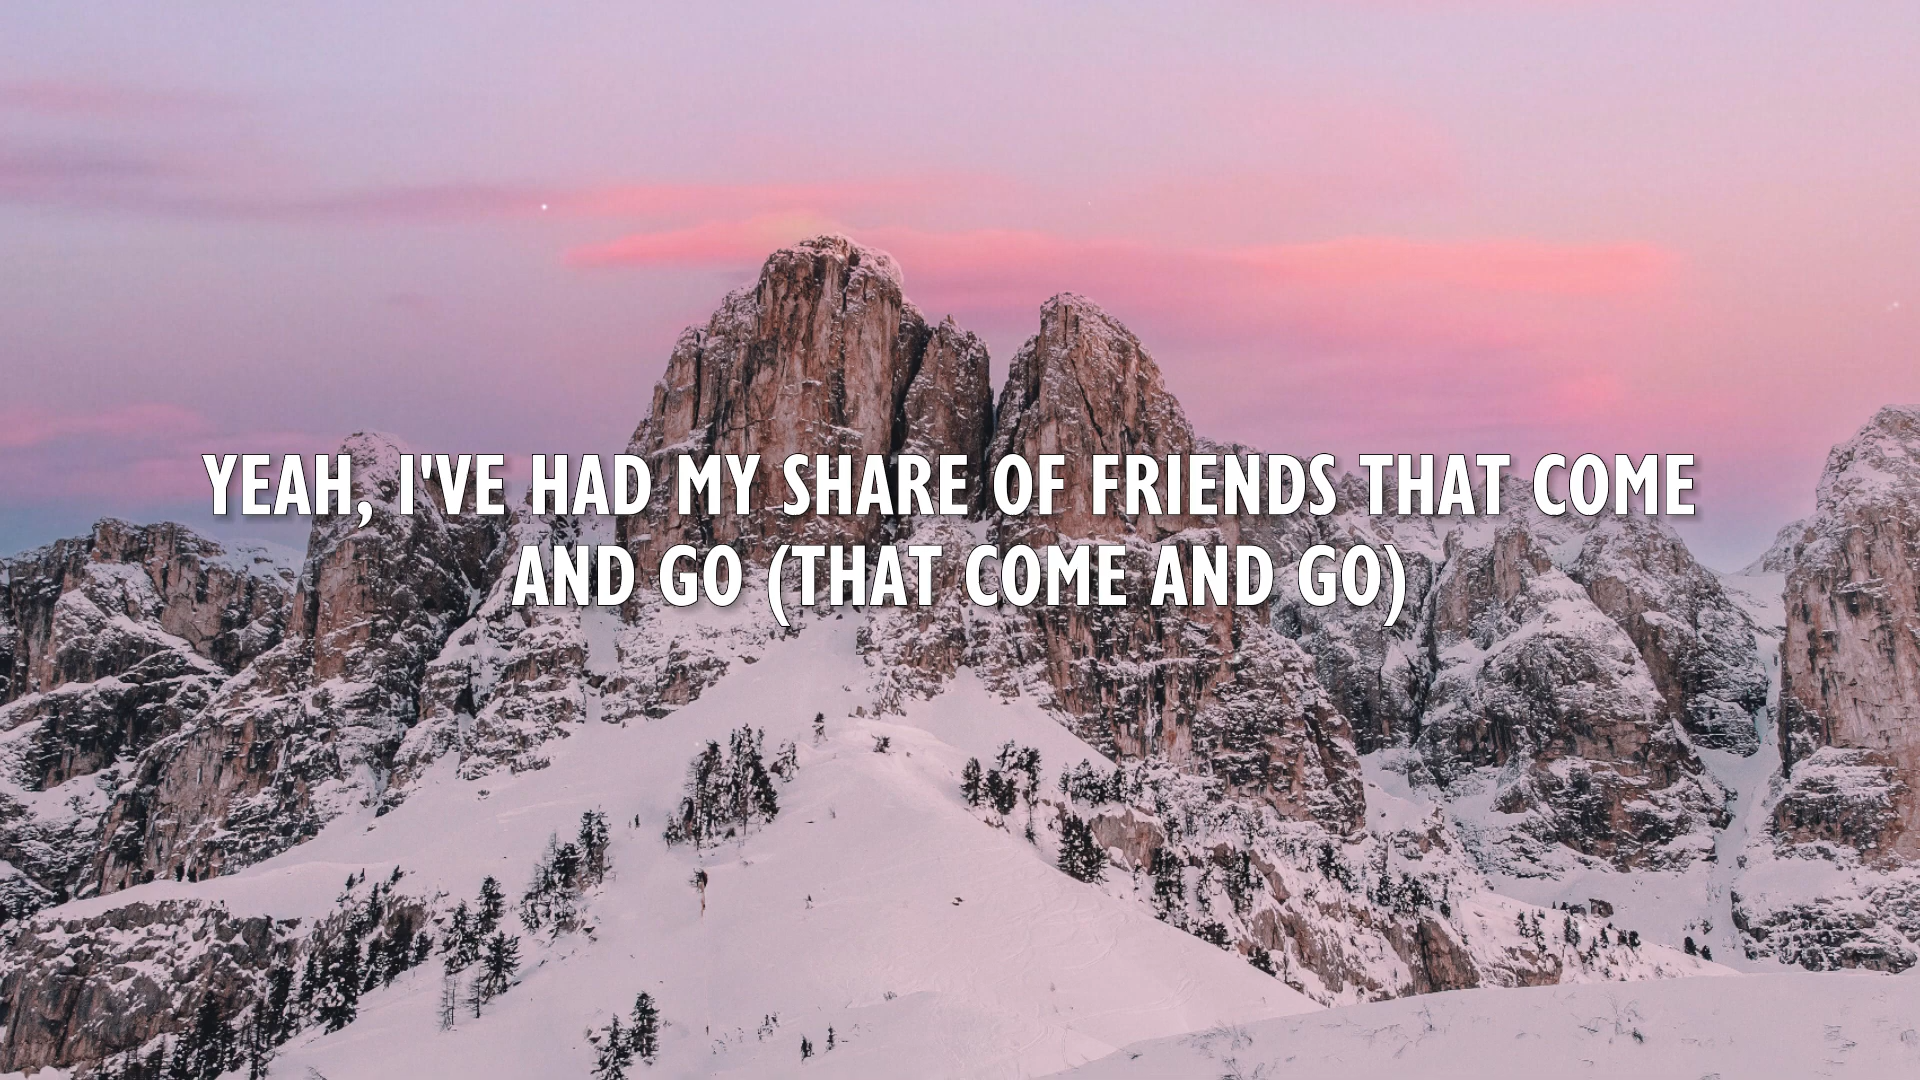 YEAH, I'VE HAD MY SHARE OF FRIENDS THAT COME
AND GO (THAT COME AND GO)